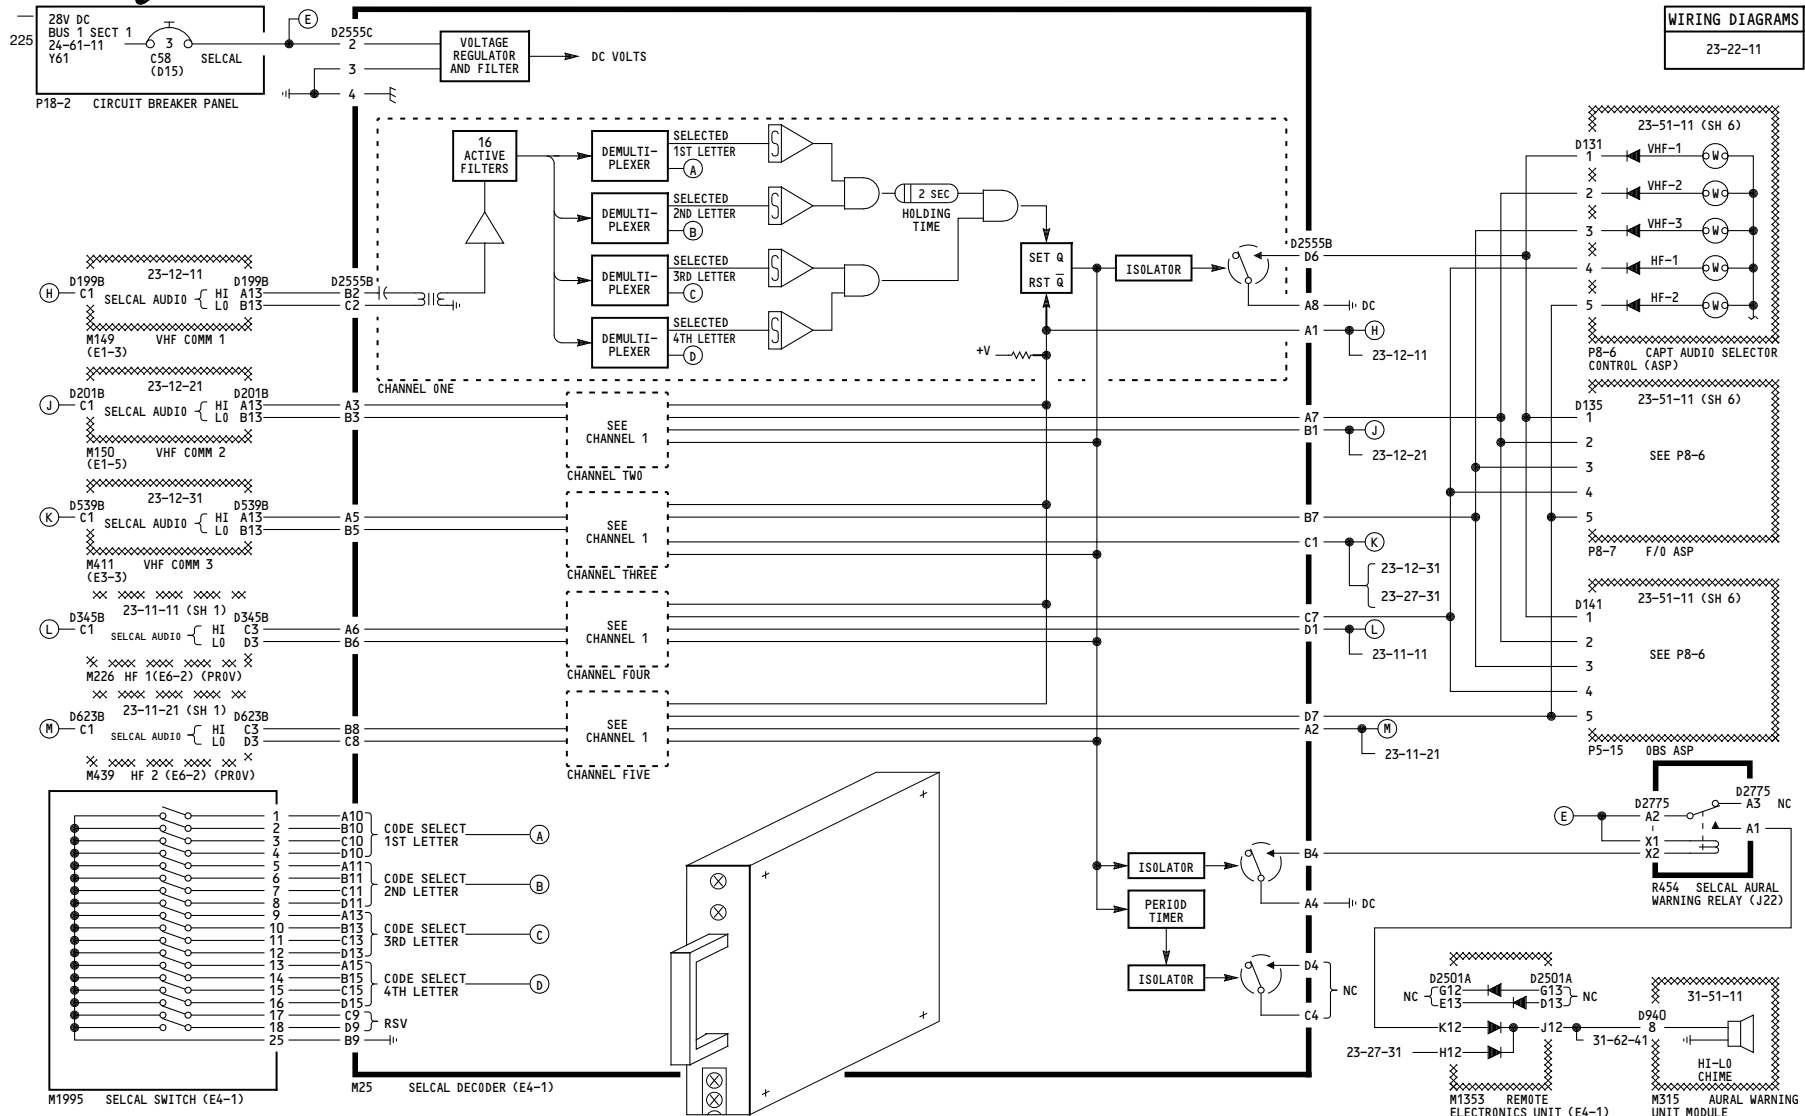 28V DC
BUS 1 SECT 1
24-61-11
Y61
225
3
C58
(D15)
SELCAL
E
P18-2 CIRCUIT BREAKER PANEL
D2555C
2
3
4
VOLTAGE
REGULATOR
AND FILTER
DC VOLTS
WIRING DIAGRAMS
23-22-11
16
ACTIVE
FILTERS
DEMULTI-
PLEXER
SELECTED
1ST LETTER
A
DEMULTI-
PLEXER
SELECTED
2ND LETTER
B
DEMULTI-
PLEXER
SELECTED
3RD LETTER
C
DEMULTI-
PLEXER
SELECTED
4TH LETTER
D
S
S
S
S
2 SEC
HOLDING
TIME
SET Q
RST Q̅
+V
ISOLATOR
CHANNEL ONE
D2555B
D6
A8 DC
A1 H
23-12-11
23-12-11
H
D199B
C1
SELCAL AUDIO
HI
LO
D199B
A13
B13
D2555B
B2
C2
M149
(E1-3)
VHF COMM 1
23-12-21
J
D201B
C1
SELCAL AUDIO
HI
LO
D201B
A13
B13
A3
B3
M150
(E1-5)
VHF COMM 2
SEE
CHANNEL 1
CHANNEL TWO
A7
B1 J
23-12-21
23-12-31
K
D539B
C1
SELCAL AUDIO
HI
LO
D539B
A13
B13
A5
B5
M411
(E3-3)
VHF COMM 3
SEE
CHANNEL 1
CHANNEL THREE
B7
C1 K
23-12-31
23-27-31
23-11-11 (SH 1)
L
D345B
C1
SELCAL AUDIO
HI
LO
D345B
C3
D3
A6
B6
M226 HF 1(E6-2) (PROV)
SEE
CHANNEL 1
CHANNEL FOUR
C7
D1 L
23-11-11
23-11-21 (SH 1)
M
D623B
C1
SELCAL AUDIO
HI
LO
D623B
C3
D3
B8
C8
M439 HF 2 (E6-2) (PROV)
SEE
CHANNEL 1
CHANNEL FIVE
D7
A2 M
23-11-21
23-51-11 (SH 6)
D131
1 VHF-1 W
2 VHF-2 W
3 VHF-3 W
4 HF-1 W
5 HF-2 W
P8-6 CAPT AUDIO SELECTOR
CONTROL (ASP)
23-51-11 (SH 6)
D135
1
2
3
4
5
SEE P8-6
P8-7 F/O ASP
23-51-11 (SH 6)
D141
1
2
3
4
5
SEE P8-6
P5-15 OBS ASP
1 A10
2 B10
3 C10
4 D10
CODE SELECT
1ST LETTER
A
5 A11
6 B11
7 C11
8 D11
CODE SELECT
2ND LETTER
B
9 A13
10 B13
11 C13
12 D13
CODE SELECT
3RD LETTER
C
13 A15
14 B15
15 C15
16 D15
CODE SELECT
4TH LETTER
D
17 C9
18 D9
RSV
25 B9
M1995 SELCAL SWITCH (E4-1)
M25 SELCAL DECODER (E4-1)
ISOLATOR
B4
A4 DC
PERIOD
TIMER
ISOLATOR
D4
C4
NC
E
D2775
A2
X1
X2
D2775
A3 NC
A1
R454 SELCAL AURAL
WARNING RELAY (J22)
D2501A
NC
G12
E13
D2501A
G13
D13
NC
K12
J12
23-27-31
H12
31-62-41
M1353 REMOTE
ELECTRONICS UNIT (E4-1)
31-51-11
D940
8
HI-LO
CHIME
M315 AURAL WARNING
UNIT MODULE